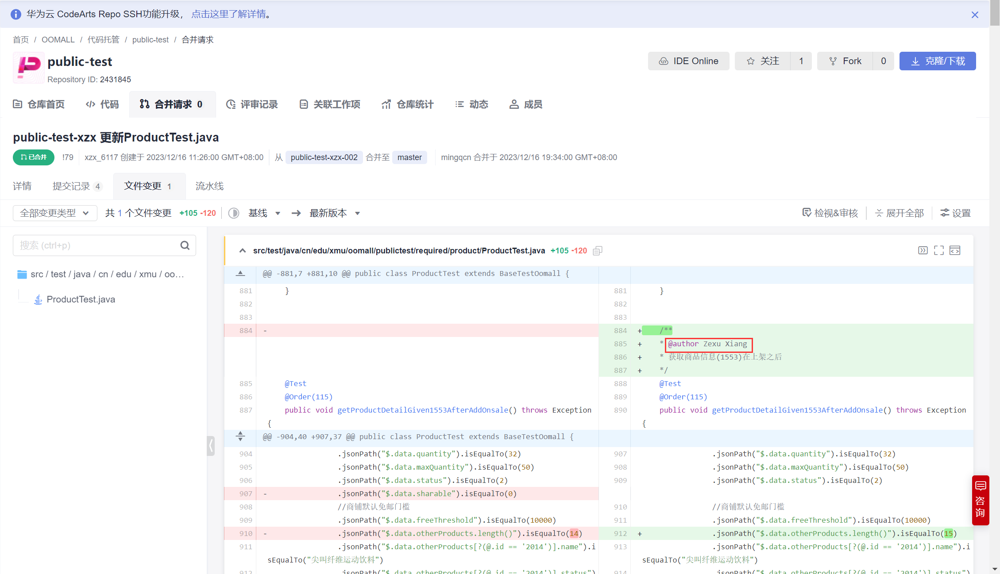 华为云 CodeArts Repo SSH功能升级， 点击这里了解详情。
首页 / OOMALL / 代码托管 / public-test / 合并请求
public-test
Repository ID: 2431845
IDE Online 关注 1 Fork 0 克隆/下载
仓库首页 代码 合并请求 0 评审记录 关联工作项 仓库统计 动态 成员
public-test-xzx 更新ProductTest.java
已合并 !79 xzx_6117 创建于 2023/12/16 11:26:00 GMT+08:00 从 public-test-xzx-002 合并至 master mingqcn 合并于 2023/12/16 19:34:00 GMT+08:00
详情 提交记录 4 文件变更 1 流水线
全部变更类型 共 1 个文件变更 +105 -120 基线 最新版本 检视&审核 展开全部 设置
搜索 (ctrl+p)
src / test / java / cn / edu / xmu / oo...
ProductTest.java
src/test/java/cn/edu/xmu/oomall/publictest/required/product/ProductTest.java +105 -120
@@ -881,7 +881,10 @@ public class ProductTest extends BaseTestOomall {
881 } 881 }
882 882
883 883
884 - 884 + /**
885 + * @author Zexu Xiang
886 + * 获取商品信息(1553)在上架之后
887 + */
885 @Test 888 @Test
886 @Order(115) 889 @Order(115)
887 public void getProductDetailGiven1553AfterAddOnsale() throws Exception 890 public void getProductDetailGiven1553AfterAddOnsale() throws Exception
{ {
@@ -904,40 +907,37 @@ public class ProductTest extends BaseTestOomall {
904 .jsonPath("$.data.quantity").isEqualTo(32) 907 .jsonPath("$.data.quantity").isEqualTo(32)
905 .jsonPath("$.data.maxQuantity").isEqualTo(50) 908 .jsonPath("$.data.maxQuantity").isEqualTo(50)
906 .jsonPath("$.data.status").isEqualTo(2) 909 .jsonPath("$.data.status").isEqualTo(2)
907 - .jsonPath("$.data.sharable").isEqualTo(0)
908 //商铺默认免邮门槛 910 //商铺默认免邮门槛
909 .jsonPath("$.data.freeThreshold").isEqualTo(10000) 911 .jsonPath("$.data.freeThreshold").isEqualTo(10000)
910 - .jsonPath("$.data.otherProducts.length()").isEqualTo(14) 912 + .jsonPath("$.data.otherProducts.length()").isEqualTo(15)
911 .jsonPath("$.data.otherProducts[?(@.id == '2014')].name").i 913 .jsonPath("$.data.otherProducts[?(@.id == '2014')].name").i
sEqualTo("尖叫纤维运动饮料") sEqualTo("尖叫纤维运动饮料")
912 .jsonPath("$.data.otherProducts[?(@.id == '2014')].status") 914 .jsonPath("$.data.otherProducts[?(@.id == '2014')].status")
咨询